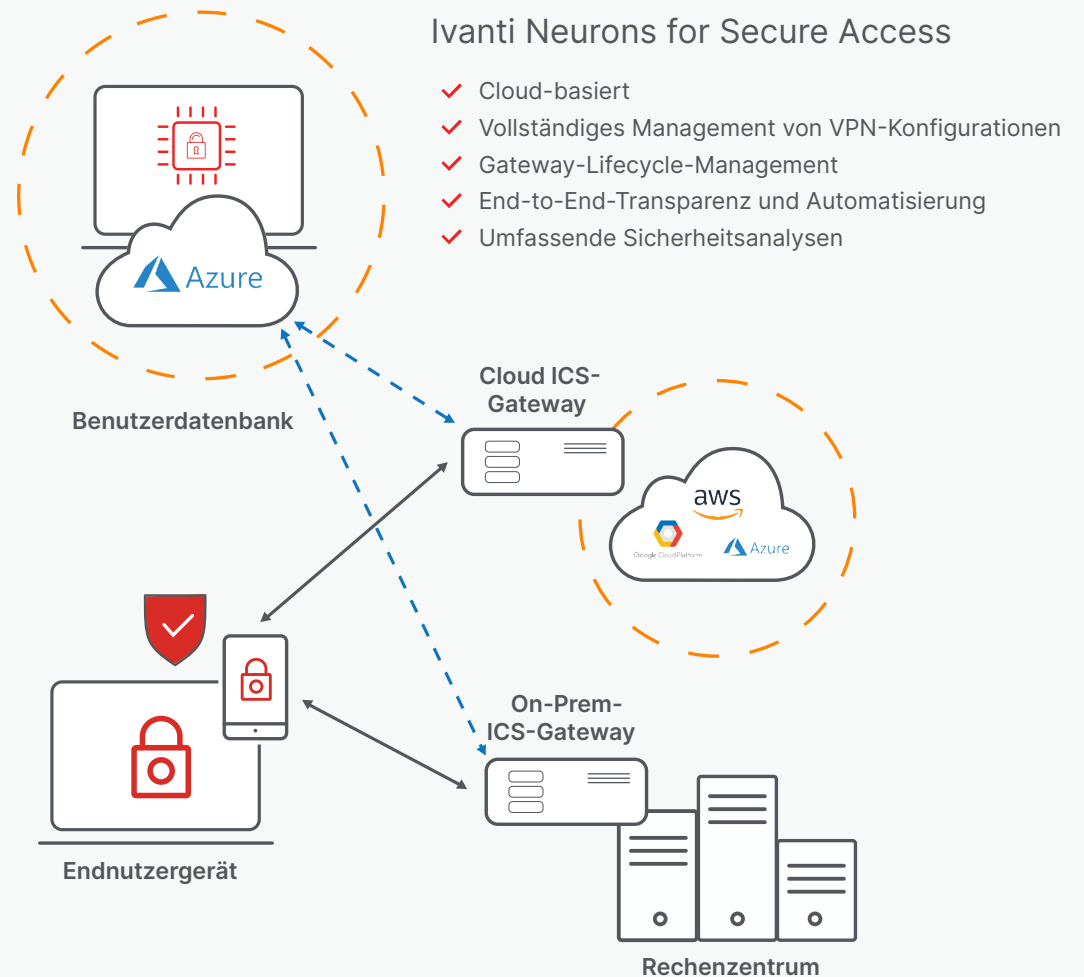 Ivanti Neurons for Secure Access
Cloud-basiert
Vollständiges Management von VPN-Konfigurationen
Gateway-Lifecycle-Management
End-to-End-Transparenz und Automatisierung
Umfassende Sicherheitsanalysen
Azure
Benutzerdatenbank
Cloud ICS-
Gateway
aws
Google Cloud Platform
Azure
On-Prem-
ICS-Gateway
Endnutzergerät
Rechenzentrum